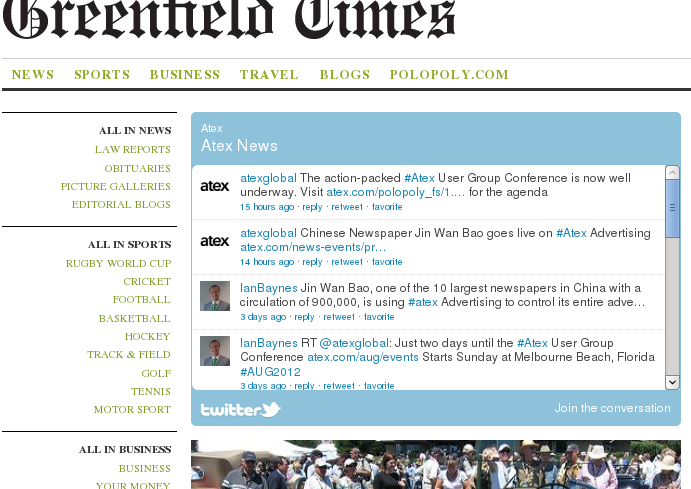 Greenfield Times
NEWS SPORTS BUSINESS TRAVEL BLOGS POLOPOLY.COM
ALL IN NEWS
LAW REPORTS
OBITUARIES
PICTURE GALLERIES
EDITORIAL BLOGS
ALL IN SPORTS
RUGBY WORLD CUP
CRICKET
FOOTBALL
BASKETBALL
HOCKEY
TRACK & FIELD
GOLF
TENNIS
MOTOR SPORT
ALL IN BUSINESS
BUSINESS
YOUR MONEY
Atex
Atex News
atex
atexglobal The action-packed #Atex User Group Conference is now well
underway. Visit atex.com/polopoly_fs/1.... for the agenda
15 hours ago · reply · retweet · favorite
atex
atexglobal Chinese Newspaper Jin Wan Bao goes live on #Atex Advertising
atex.com/news-events/pr...
14 hours ago · reply · retweet · favorite
IanBaynes Jin Wan Bao, one of the 10 largest newspapers in China with a
circulation of 900,000, is using #atex Advertising to control its entire adve...
3 days ago · reply · retweet · favorite
IanBaynes RT @atexglobal: Just two days until the #Atex User Group
Conference atex.com/aug/events Starts Sunday at Melbourne Beach, Florida
#AUG2012
3 days ago · reply · retweet · favorite
twitter
Join the conversation